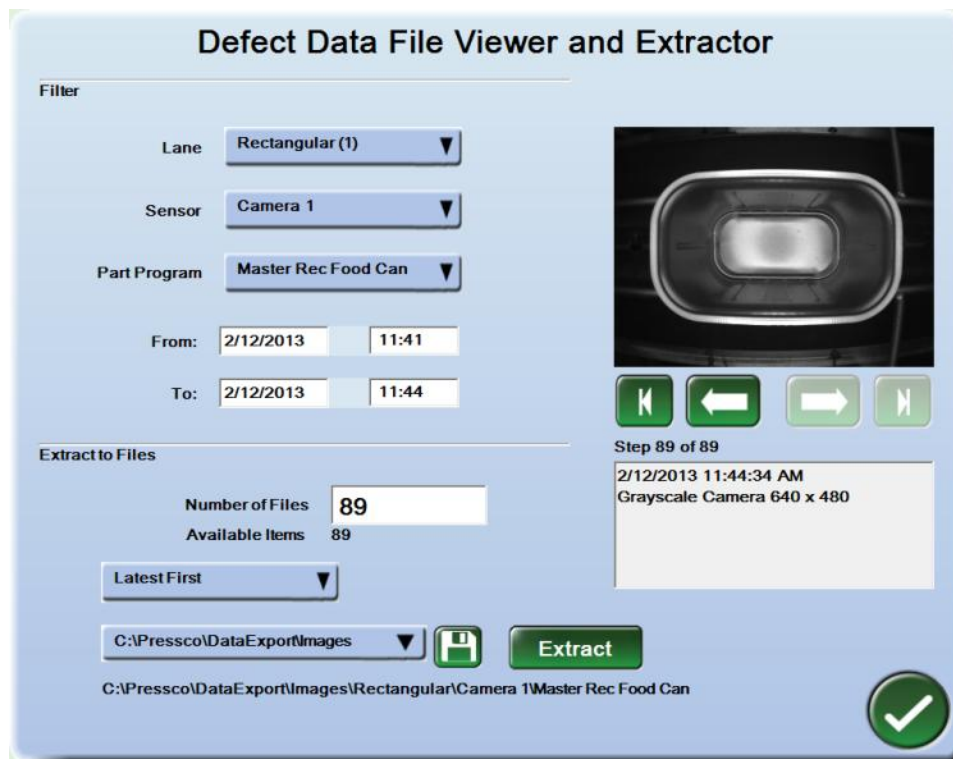 Defect Data File Viewer and Extractor
Filter
Lane Rectangular (1)
Sensor Camera 1
Part Program Master Rec Food Can
From: 2/12/2013 11:41
To: 2/12/2013 11:44
Step 89 of 89
2/12/2013 11:44:34 AM
Grayscale Camera 640 x 480
Extract to Files
Number of Files 89
Available Items 89
Latest First
C:\Pressco\DataExport\Images
Extract
C:\Pressco\DataExport\Images\Rectangular\Camera 1\Master Rec Food Can